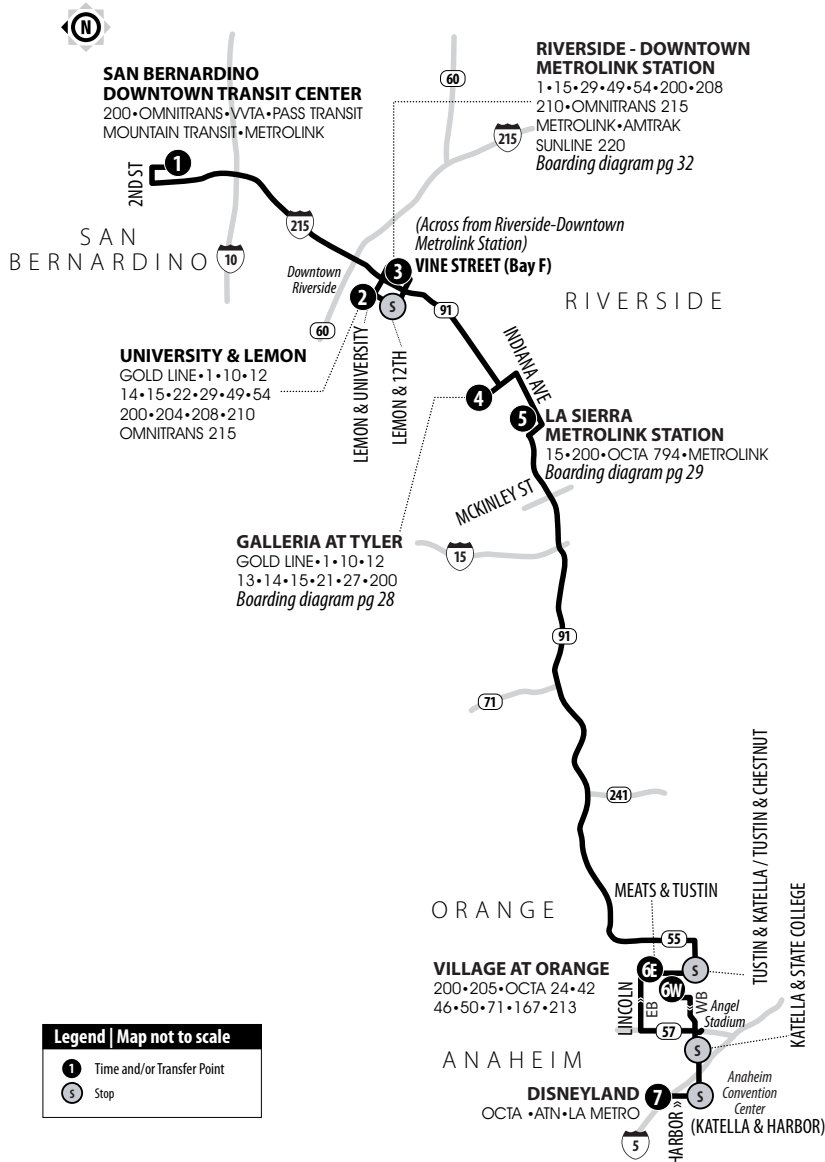 N
SAN BERNARDINO
DOWNTOWN TRANSIT CENTER
200•OMNITRANS•VVTA•PASS TRANSIT
MOUNTAIN TRANSIT•METROLINK
RIVERSIDE - DOWNTOWN
METROLINK STATION
1•15•29•49•54•200•208
210•OMNITRANS 215
METROLINK•AMTRAK
SUNLINE 220
Boarding diagram pg 32
60
215
1
2ND ST
215
SAN
BERNARDINO
10
(Across from Riverside-Downtown
Metrolink Station)
VINE STREET (Bay F)
3
Downtown
Riverside
2
S
91
60
RIVERSIDE
UNIVERSITY & LEMON
GOLD LINE•1•10•12
14•15•22•29•49•54
200•204•208•210
OMNITRANS 215
LEMON & UNIVERSITY
LEMON & 12TH
INDIANA AVE
4
5
LA SIERRA
METROLINK STATION
15•200•OCTA 794•METROLINK
Boarding diagram pg 29
MCKINLEY ST
GALLERIA AT TYLER
GOLD LINE•1•10•12
13•14•15•21•27•200
Boarding diagram pg 28
15
91
71
241
TUSTIN & KATELLA / TUSTIN & CHESTNUT
MEATS & TUSTIN
KATELLA & STATE COLLEGE
ORANGE
55
VILLAGE AT ORANGE
200•205•OCTA 24•42
46•50•71•167•213
6E
S
6W
LINCOLN
EB
WB
Angel
Stadium
57
S
ANAHEIM
DISNEYLAND
OCTA •ATN•LA METRO
7
S
Anaheim
Convention
Center
(KATELLA & HARBOR)
HARBOR
5
Legend | Map not to scale
1 Time and/or Transfer Point
S Stop